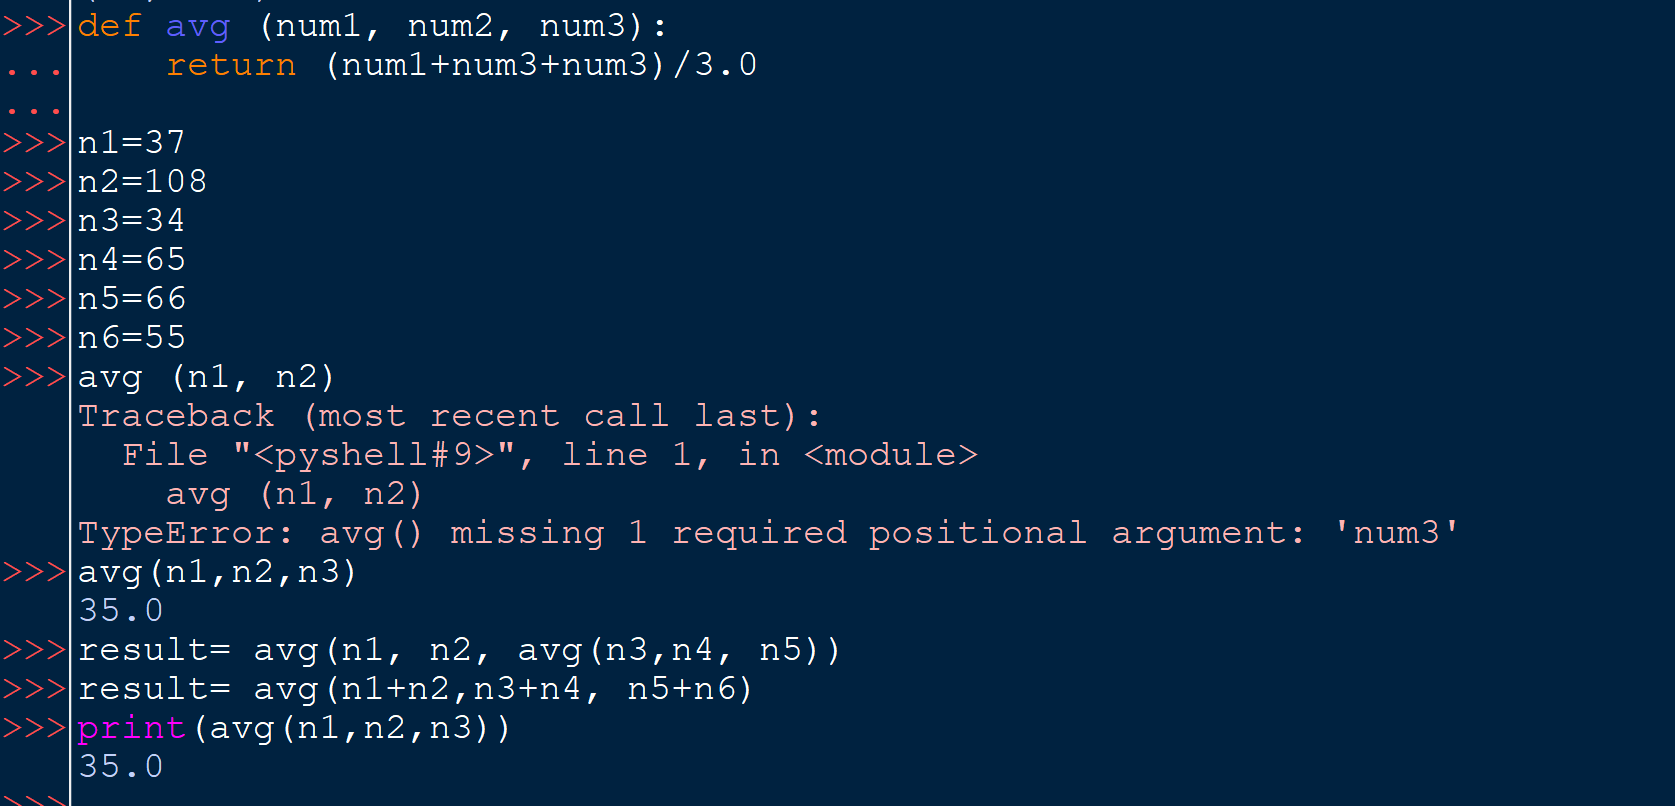 >>> def avg (num1, num2, num3):
...     return (num1+num3+num3)/3.0
...
>>> n1=37
>>> n2=108
>>> n3=34
>>> n4=65
>>> n5=66
>>> n6=55
>>> avg (n1, n2)
Traceback (most recent call last):
  File "<pyshell#9>", line 1, in <module>
    avg (n1, n2)
TypeError: avg() missing 1 required positional argument: 'num3'
>>> avg(n1,n2,n3)
35.0
>>> result= avg(n1, n2, avg(n3,n4, n5))
>>> result= avg(n1+n2,n3+n4, n5+n6)
>>> print(avg(n1,n2,n3))
35.0
>>>